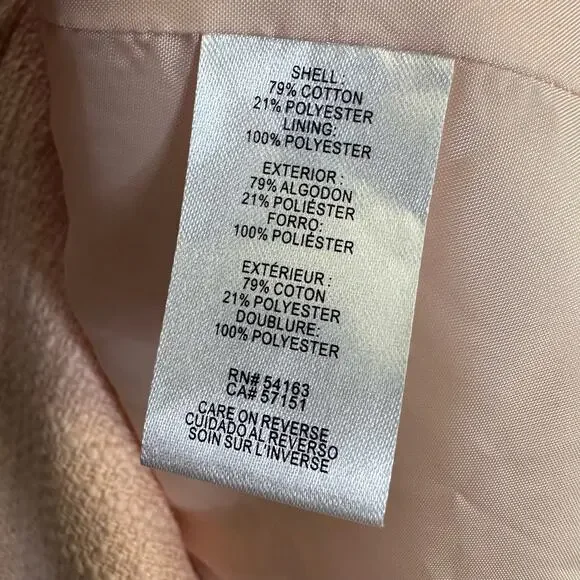 SHELL:
79% COTTON
21% POLYESTER
LINING:
100% POLYESTER
EXTERIOR:
79% ALGODON
21% POLIÉSTER
FORRO:
100% POLIÉSTER
EXTÉRIEUR:
79% COTON
21% POLYESTER
DOUBLURE:
100% POLYESTER
RN# 54163
CA# 57151
CARE ON REVERSE
CUIDADO AL REVERSO
SOIN SUR L'INVERSE